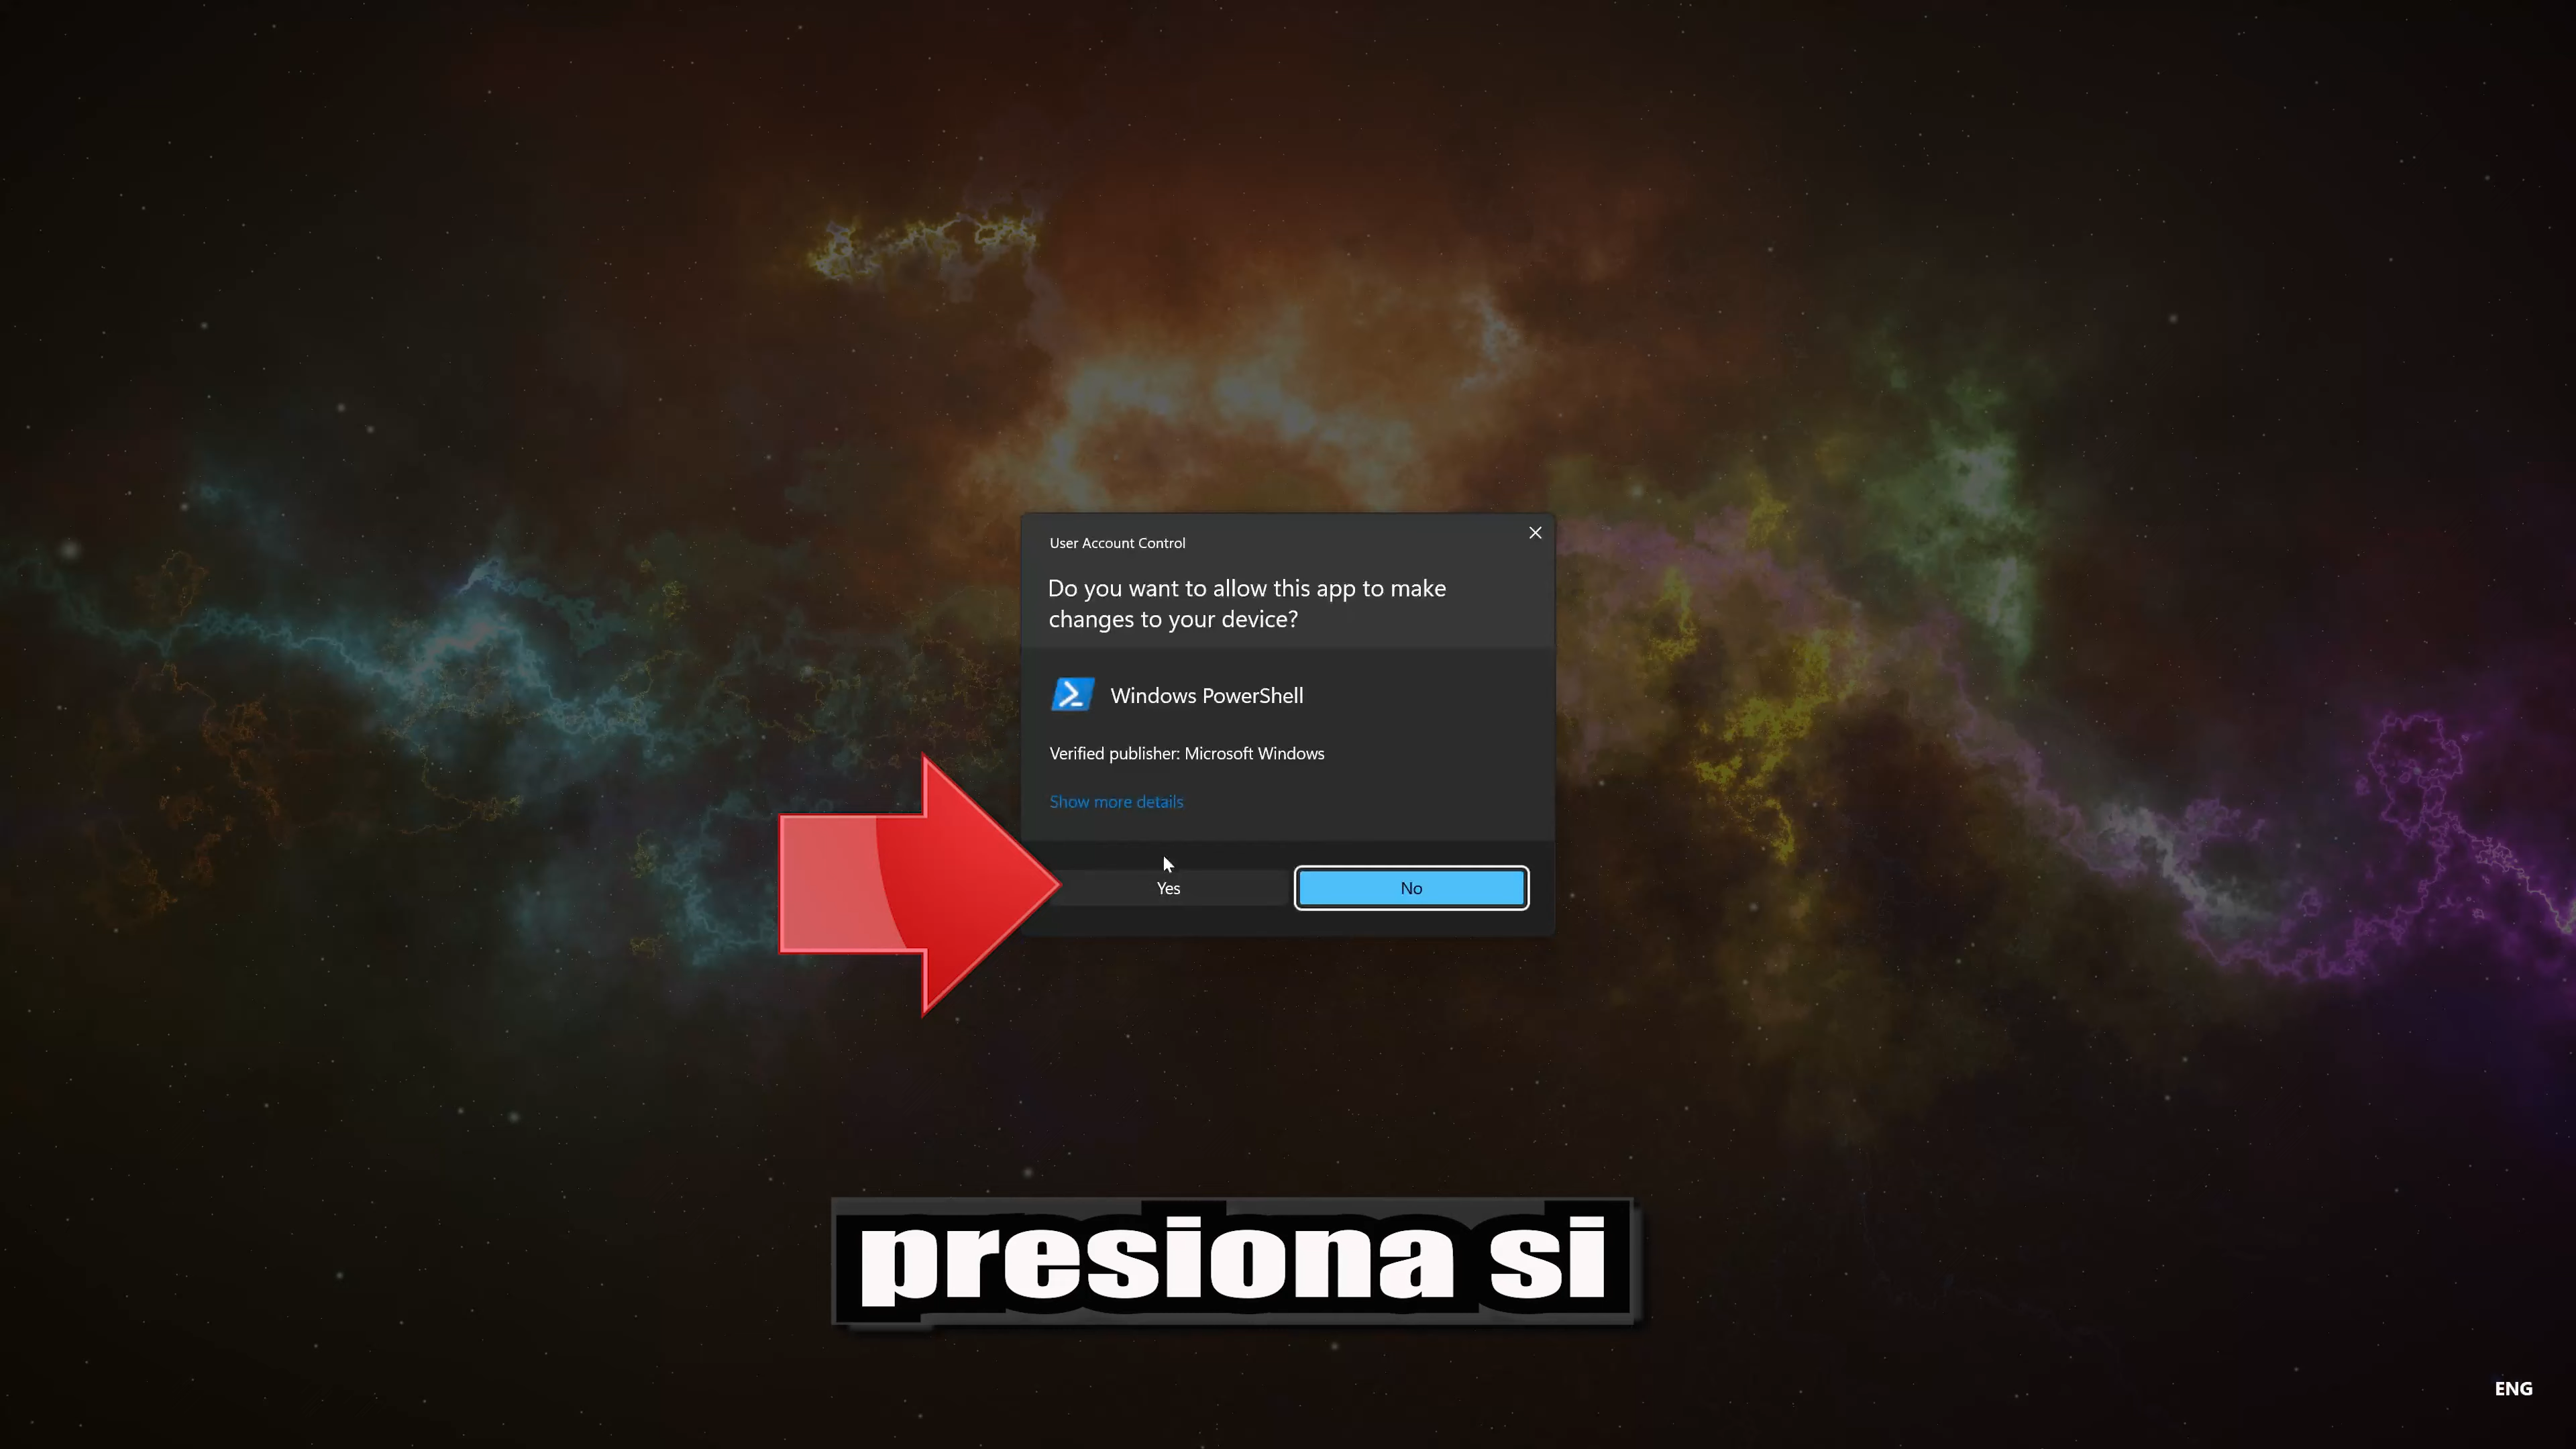 User Account Control
Do you want to allow this app to make
changes to your device?
Windows PowerShell
Verified publisher: Microsoft Windows
Show more details
Yes
No
presiona si
ENG